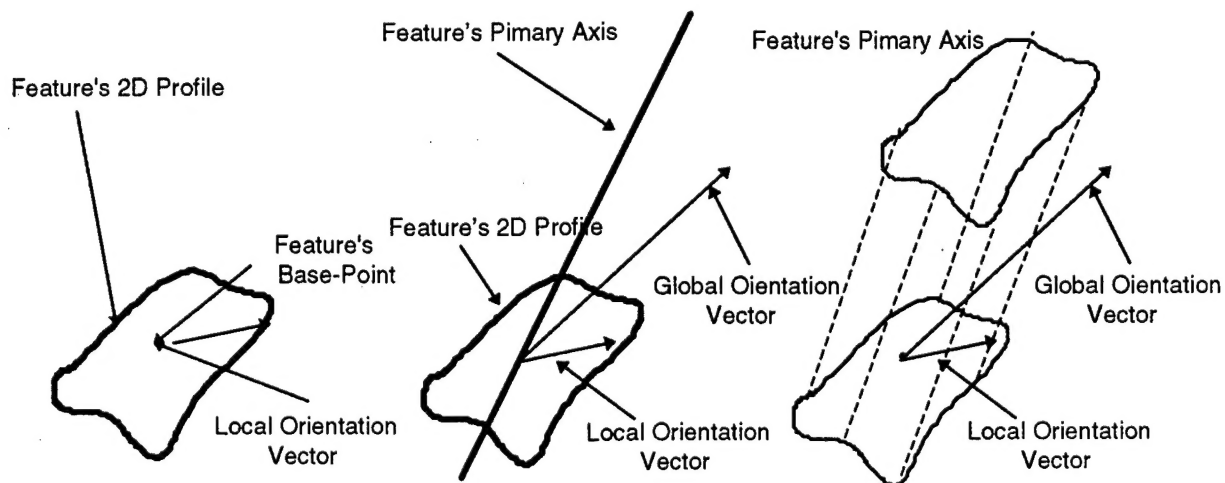 Feature's 2D Profile
Feature's
Base-Point
Local Orientation
Vector
Feature's Pimary Axis
Feature's 2D Profile
Global Oientation
Vector
Local Orientation
Vector
Feature's Pimary Axis
Global Oientation
Vector
Local Orientation
Vector